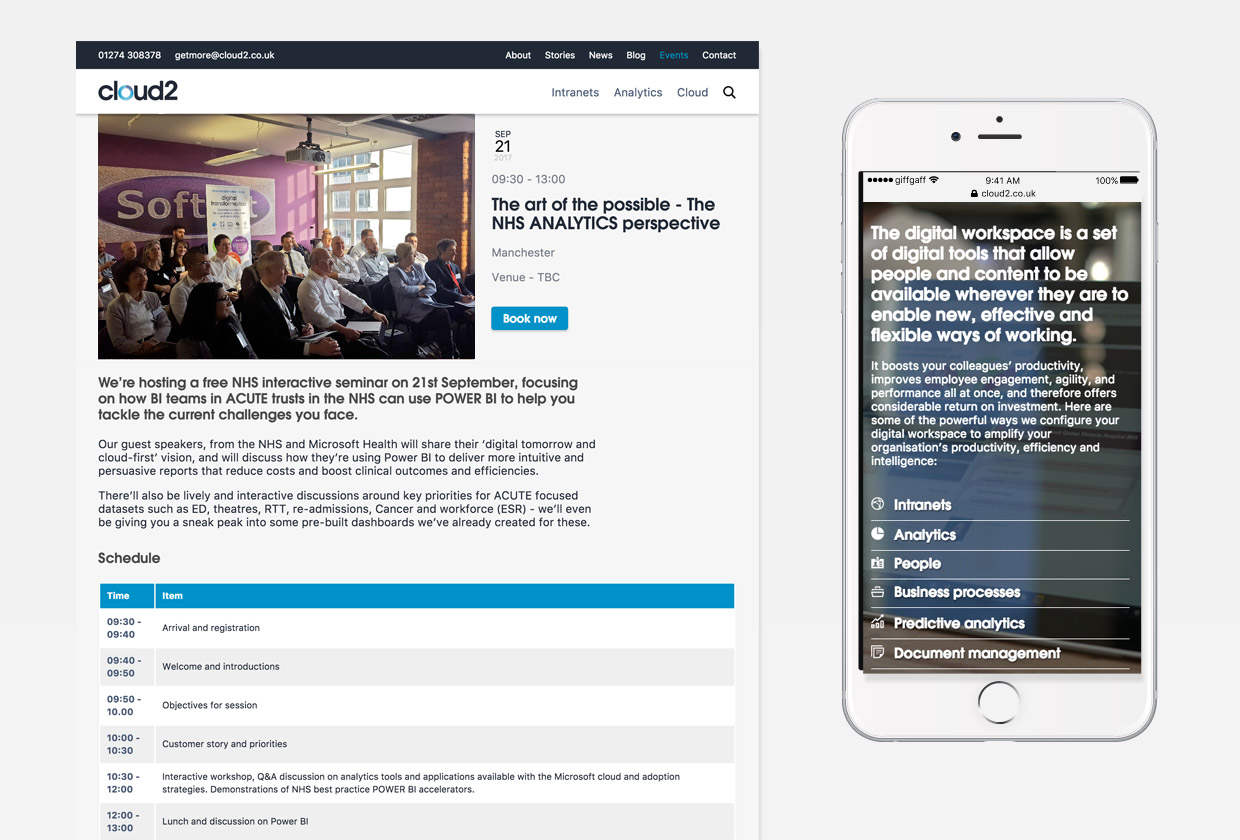 01274 308378 getmore@cloud2.co.uk About Stories News Blog Events Contact
cloud2 Intranets Analytics Cloud
Soft
digital
transformation
SEP
21
2017
09:30 - 13:00
The art of the possible - The
NHS ANALYTICS perspective
Manchester
Venue - TBC
Book now
We're hosting a free NHS interactive seminar on 21st September, focusing
on how BI teams in ACUTE trusts in the NHS can use POWER BI to help you
tackle the current challenges you face.
Our guest speakers, from the NHS and Microsoft Health will share their 'digital tomorrow and
cloud-first' vision, and will discuss how they're using Power BI to deliver more intuitive and
persuasive reports that reduce costs and boost clinical outcomes and efficiencies.
There'll also be lively and interactive discussions around key priorities for ACUTE focused
datasets such as ED, theatres, RTT, re-admissions, Cancer and workforce (ESR) - we'll even
be giving you a sneak peak into some pre-built dashboards we've already created for these.
Schedule
Time Item
09:30 -
09:40
Arrival and registration
09:40 -
09:50
Welcome and introductions
09:50 -
10.00
Objectives for session
10:00 -
10:30
Customer story and priorities
10:30 -
12:00
Interactive workshop, Q&A discussion on analytics tools and applications available with the Microsoft cloud and adoption
strategies. Demonstrations of NHS best practice POWER BI accelerators.
12:00 -
13:00
Lunch and discussion on Power BI
giffgaff 9:41 AM 100%
cloud2.co.uk
The digital workspace is a set
of digital tools that allow
people and content to be
available wherever they are to
enable new, effective and
flexible ways of working.
It boosts your colleagues' productivity,
improves employee engagement, agility, and
performance all at once, and therefore offers
considerable return on investment. Here are
some of the powerful ways we configure your
digital workspace to amplify your
organisation's productivity, efficiency and
intelligence:
Intranets
Analytics
People
Business processes
Predictive analytics
Document management